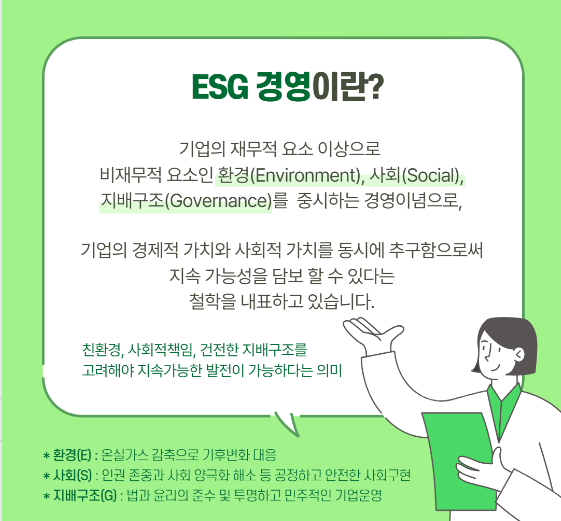 ESG 경영이란?
기업의 재무적 요소 이상으로
비재무적 요소인 환경(Environment), 사회(Social),
지배구조(Governance)를 중시하는 경영이념으로,
기업의 경제적 가치와 사회적 가치를 동시에 추구함으로써
지속 가능성을 담보 할 수 있다는
철학을 내표하고 있습니다.
친환경, 사회적책임, 건전한 지배구조를
고려해야 지속가능한 발전이 가능하다는 의미
* 환경(E) : 온실가스 감축으로 기후변화 대응
* 사회(S) : 인권 존중과 사회 양극화 해소 등 공정하고 안전한 사회구현
* 지배구조(G) : 법과 윤리의 준수 및 투명하고 민주적인 기업운영